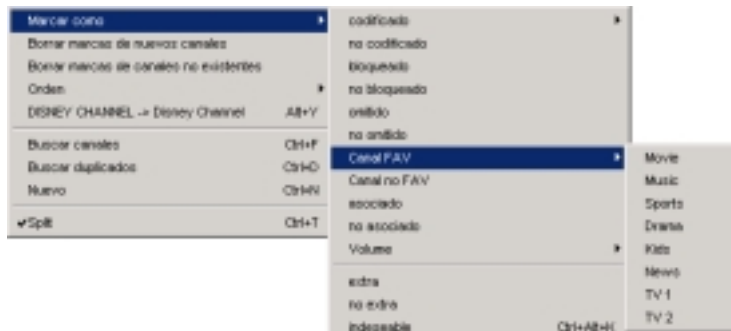 Marcar como
Borrar marcas de nuevos canales
Borrar marcas de canales no existentes
Orden
DISNEY CHANNEL -> Disney Channel Alt+Y
Buscar canales Ctrl+F
Buscar duplicados Ctrl+D
Nuevo Ctrl+N
Split Ctrl+T
codificado
no codificado
bloqueado
no bloqueado
omitido
no omitido
Canal FAV
Canal no FAV
asociado
no asociado
Volume
extra
no extra
indeseable Ctrl+Alt+K
Movie
Music
Sports
Drama
Kids
News
TV 1
TV 2